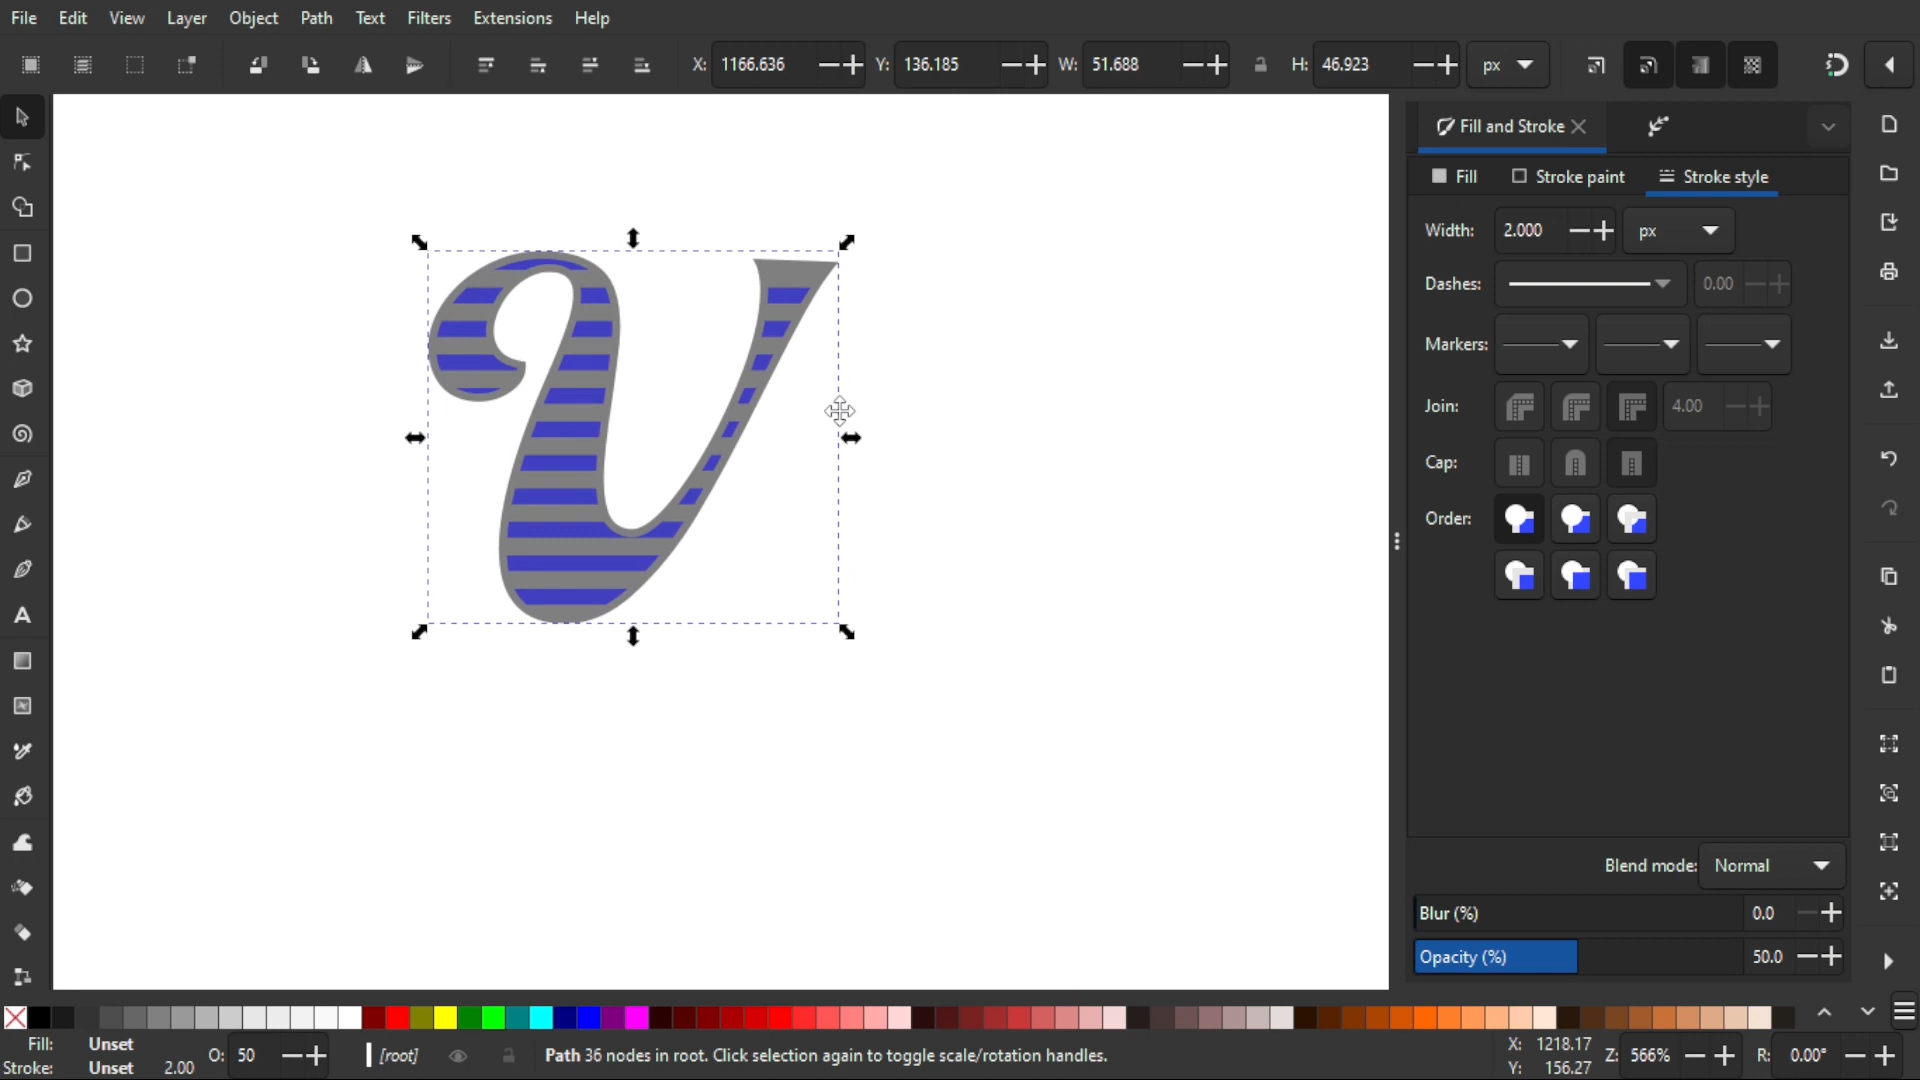 File Edit View Layer Object Path Text Filters Extensions Help
X: 1166.636 Y: 136.185 W: 51.688 H: 46.923 px
Fill and Stroke
Fill Stroke paint Stroke style
Width: 2.000 px
Dashes: 0.00
Markers:
Join: 4.00
Cap:
Order:
V
Blend mode: Normal
Blur (%) 0.0
Opacity (%) 50.0
Fill: Unset
Stroke: Unset 2.00
O: 50
[root]
Path 36 nodes in root. Click selection again to toggle scale/rotation handles.
X: 1218.17
Y: 156.27
Z: 566%
R: 0.00°